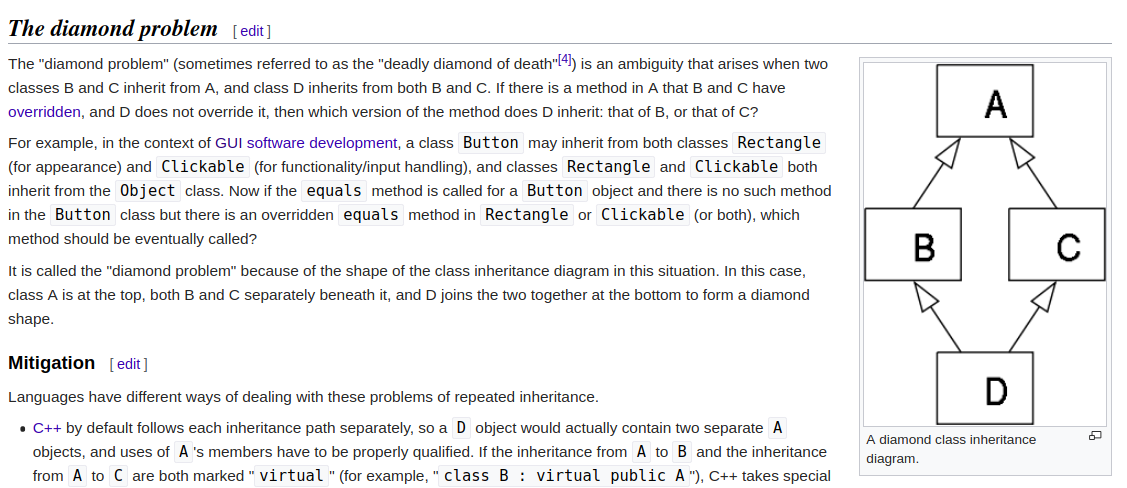 The diamond problem [ edit ]
The "diamond problem" (sometimes referred to as the "deadly diamond of death"[4]) is an ambiguity that arises when two
classes B and C inherit from A, and class D inherits from both B and C. If there is a method in A that B and C have
overridden, and D does not override it, then which version of the method does D inherit: that of B, or that of C?
For example, in the context of GUI software development, a class Button may inherit from both classes Rectangle
(for appearance) and Clickable (for functionality/input handling), and classes Rectangle and Clickable both
inherit from the Object class. Now if the equals method is called for a Button object and there is no such method
in the Button class but there is an overridden equals method in Rectangle or Clickable (or both), which
method should be eventually called?
It is called the "diamond problem" because of the shape of the class inheritance diagram in this situation. In this case,
class A is at the top, both B and C separately beneath it, and D joins the two together at the bottom to form a diamond
shape.
Mitigation [ edit ]
Languages have different ways of dealing with these problems of repeated inheritance.
• C++ by default follows each inheritance path separately, so a D object would actually contain two separate A
objects, and uses of A's members have to be properly qualified. If the inheritance from A to B and the inheritance
from A to C are both marked "virtual" (for example, "class B : virtual public A"), C++ takes special
A
B C
D
A diamond class inheritance
diagram.